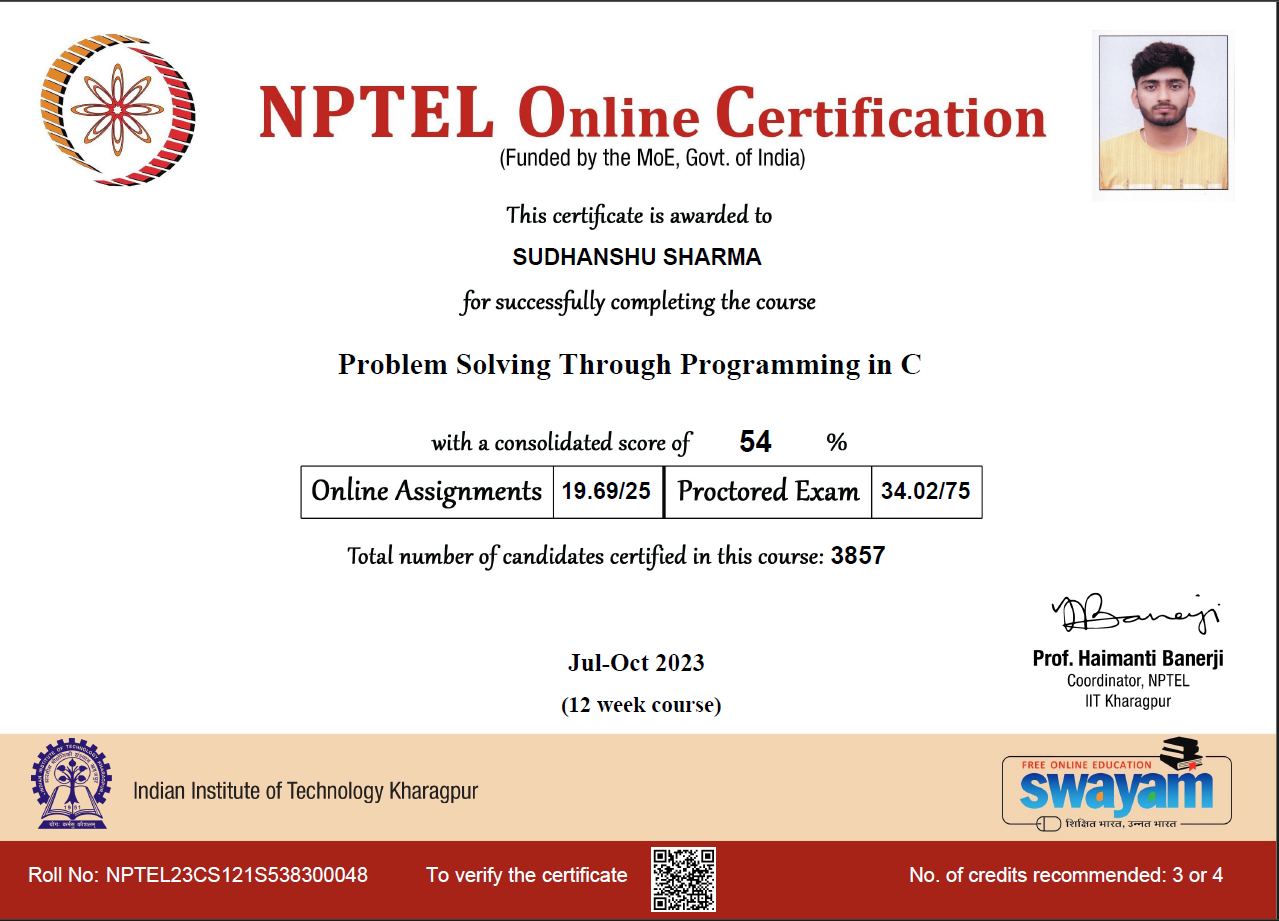 NPTEL Online Certification
(Funded by the MoE, Govt. of India)
This certificate is awarded to
SUDHANSHU SHARMA
for successfully completing the course
Problem Solving Through Programming in C
with a consolidated score of 54 %
Online Assignments 19.69/25 Proctored Exam 34.02/75
Total number of candidates certified in this course: 3857
Jul-Oct 2023
(12 week course)
Prof. Haimanti Banerji
Coordinator, NPTEL
IIT Kharagpur
Indian Institute of Technology Kharagpur
1951
योगः कर्मसु कौशलम्
FREE ONLINE EDUCATION
swayam
शिक्षित भारत, उन्नत भारत
Roll No: NPTEL23CS121S538300048 To verify the certificate No. of credits recommended: 3 or 4